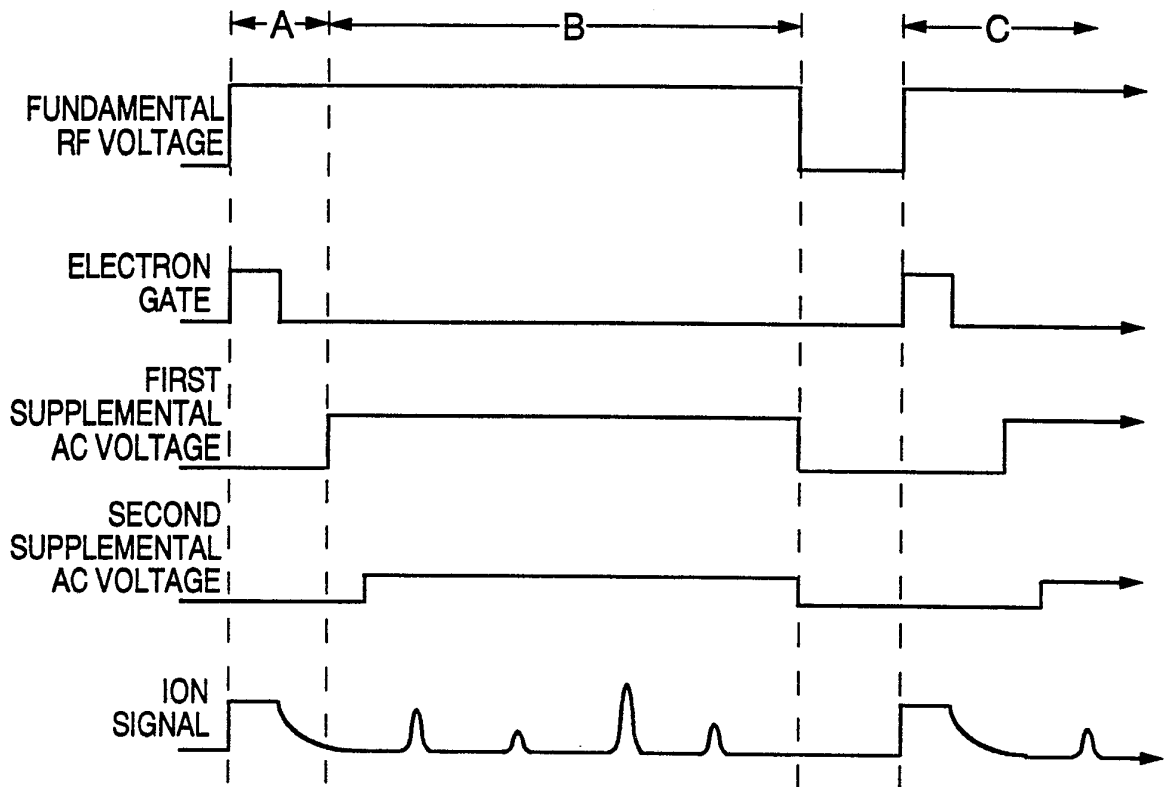 A
B
C
FUNDAMENTAL
RF VOLTAGE
ELECTRON
GATE
FIRST
SUPPLEMENTAL
AC VOLTAGE
SECOND
SUPPLEMENTAL
AC VOLTAGE
ION
SIGNAL